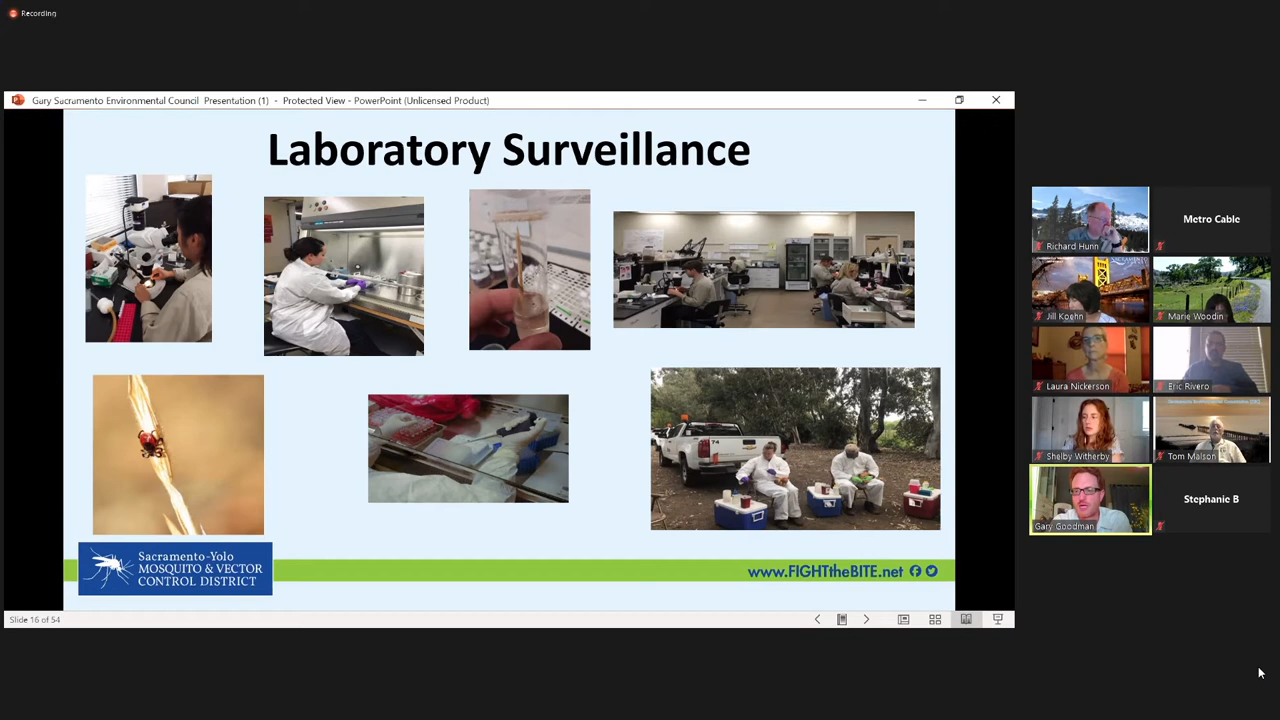 Recording
Gary Sacramento Environmental Council Presentation (1) - Protected View - PowerPoint (Unlicensed Product)
Laboratory Surveillance
74
Sacramento-Yolo
MOSQUITO & VECTOR
CONTROL DISTRICT
www.FIGHTtheBITE.net
Slide 16 of 54
Richard Hunn
Metro Cable
Jill Koehn
Marie Woodin
Laura Nickerson
Eric Rivero
Shelby Witherby
Tom Malson
Gary Goodman
Stephanie B